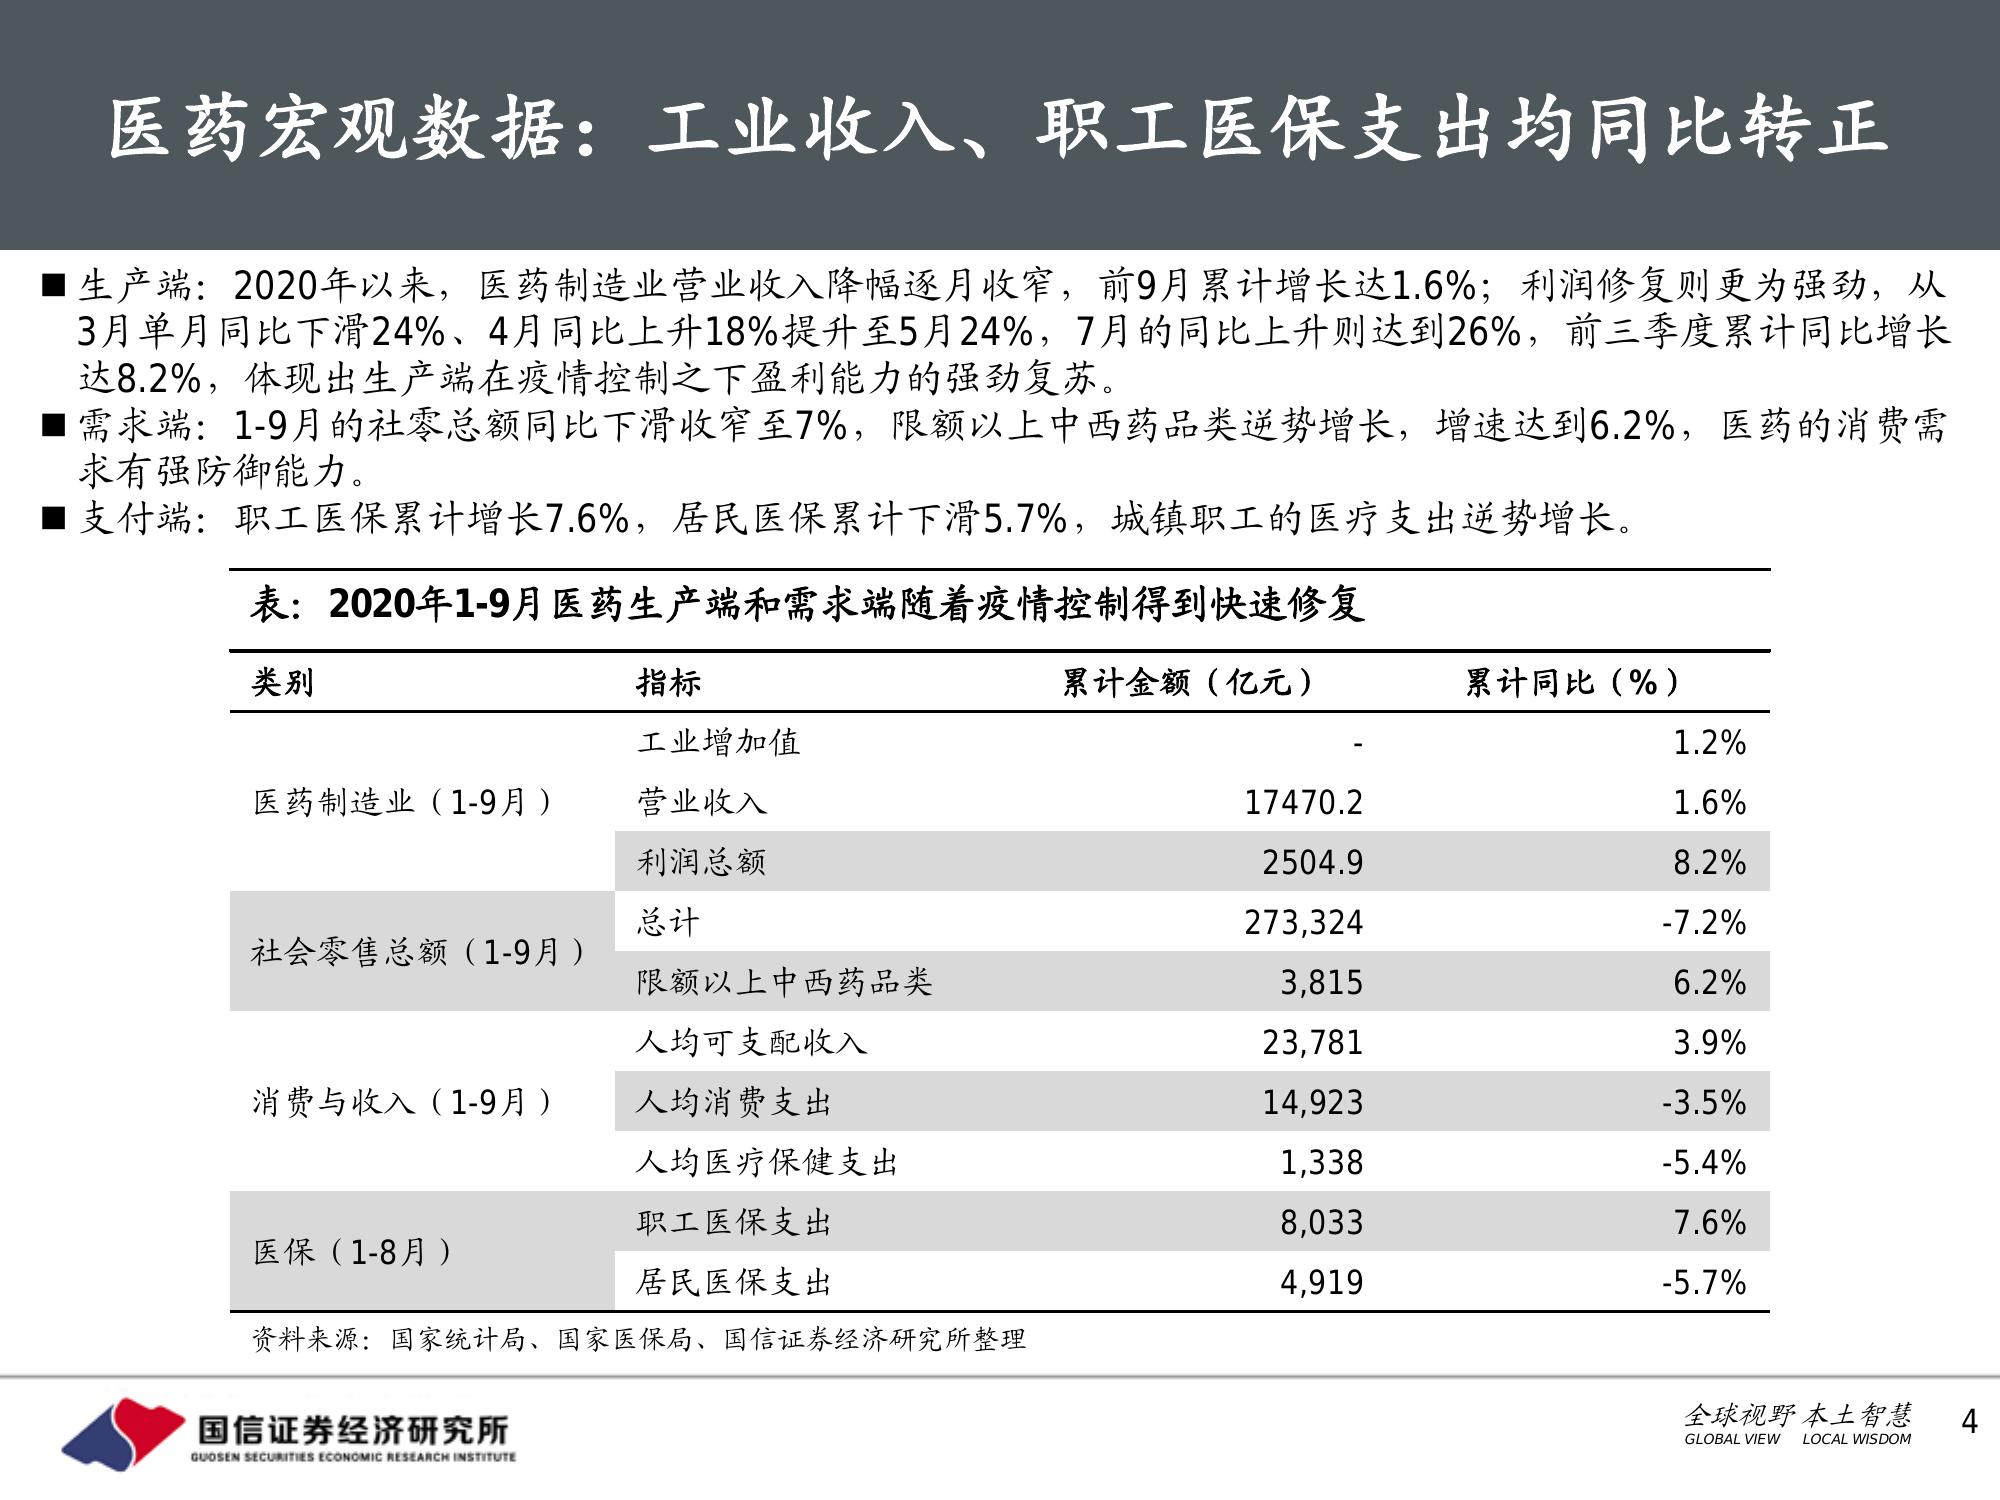 医药宏观数据：工业收入、职工医保支出均同比转正
■ 生产端：2020年以来，医药制造业营业收入降幅逐月收窄，前9月累计增长达1.6%；利润修复则更为强劲，从
3月单月同比下滑24%、4月同比上升18%提升至5月24%，7月的同比上升则达到26%，前三季度累计同比增长
达8.2%，体现出生产端在疫情控制之下盈利能力的强劲复苏。
■ 需求端：1-9月的社零总额同比下滑收窄至7%，限额以上中西药品类逆势增长，增速达到6.2%，医药的消费需
求有强防御能力。
■ 支付端：职工医保累计增长7.6%，居民医保累计下滑5.7%，城镇职工的医疗支出逆势增长。
表：2020年1-9月医药生产端和需求端随着疫情控制得到快速修复
类别 指标 累计金额（亿元） 累计同比（%）
工业增加值 - 1.2%
医药制造业（1-9月） 营业收入 17470.2 1.6%
利润总额 2504.9 8.2%
社会零售总额（1-9月） 总计 273,324 -7.2%
限额以上中西药品类 3,815 6.2%
人均可支配收入 23,781 3.9%
消费与收入（1-9月） 人均消费支出 14,923 -3.5%
人均医疗保健支出 1,338 -5.4%
医保（1-8月） 职工医保支出 8,033 7.6%
居民医保支出 4,919 -5.7%
资料来源：国家统计局、国家医保局、国信证券经济研究所整理
国信证券经济研究所
GUOSEN SECURITIES ECONOMIC RESEARCH INSTITUTE
全球视野 本土智慧
GLOBAL VIEW LOCAL WISDOM
4